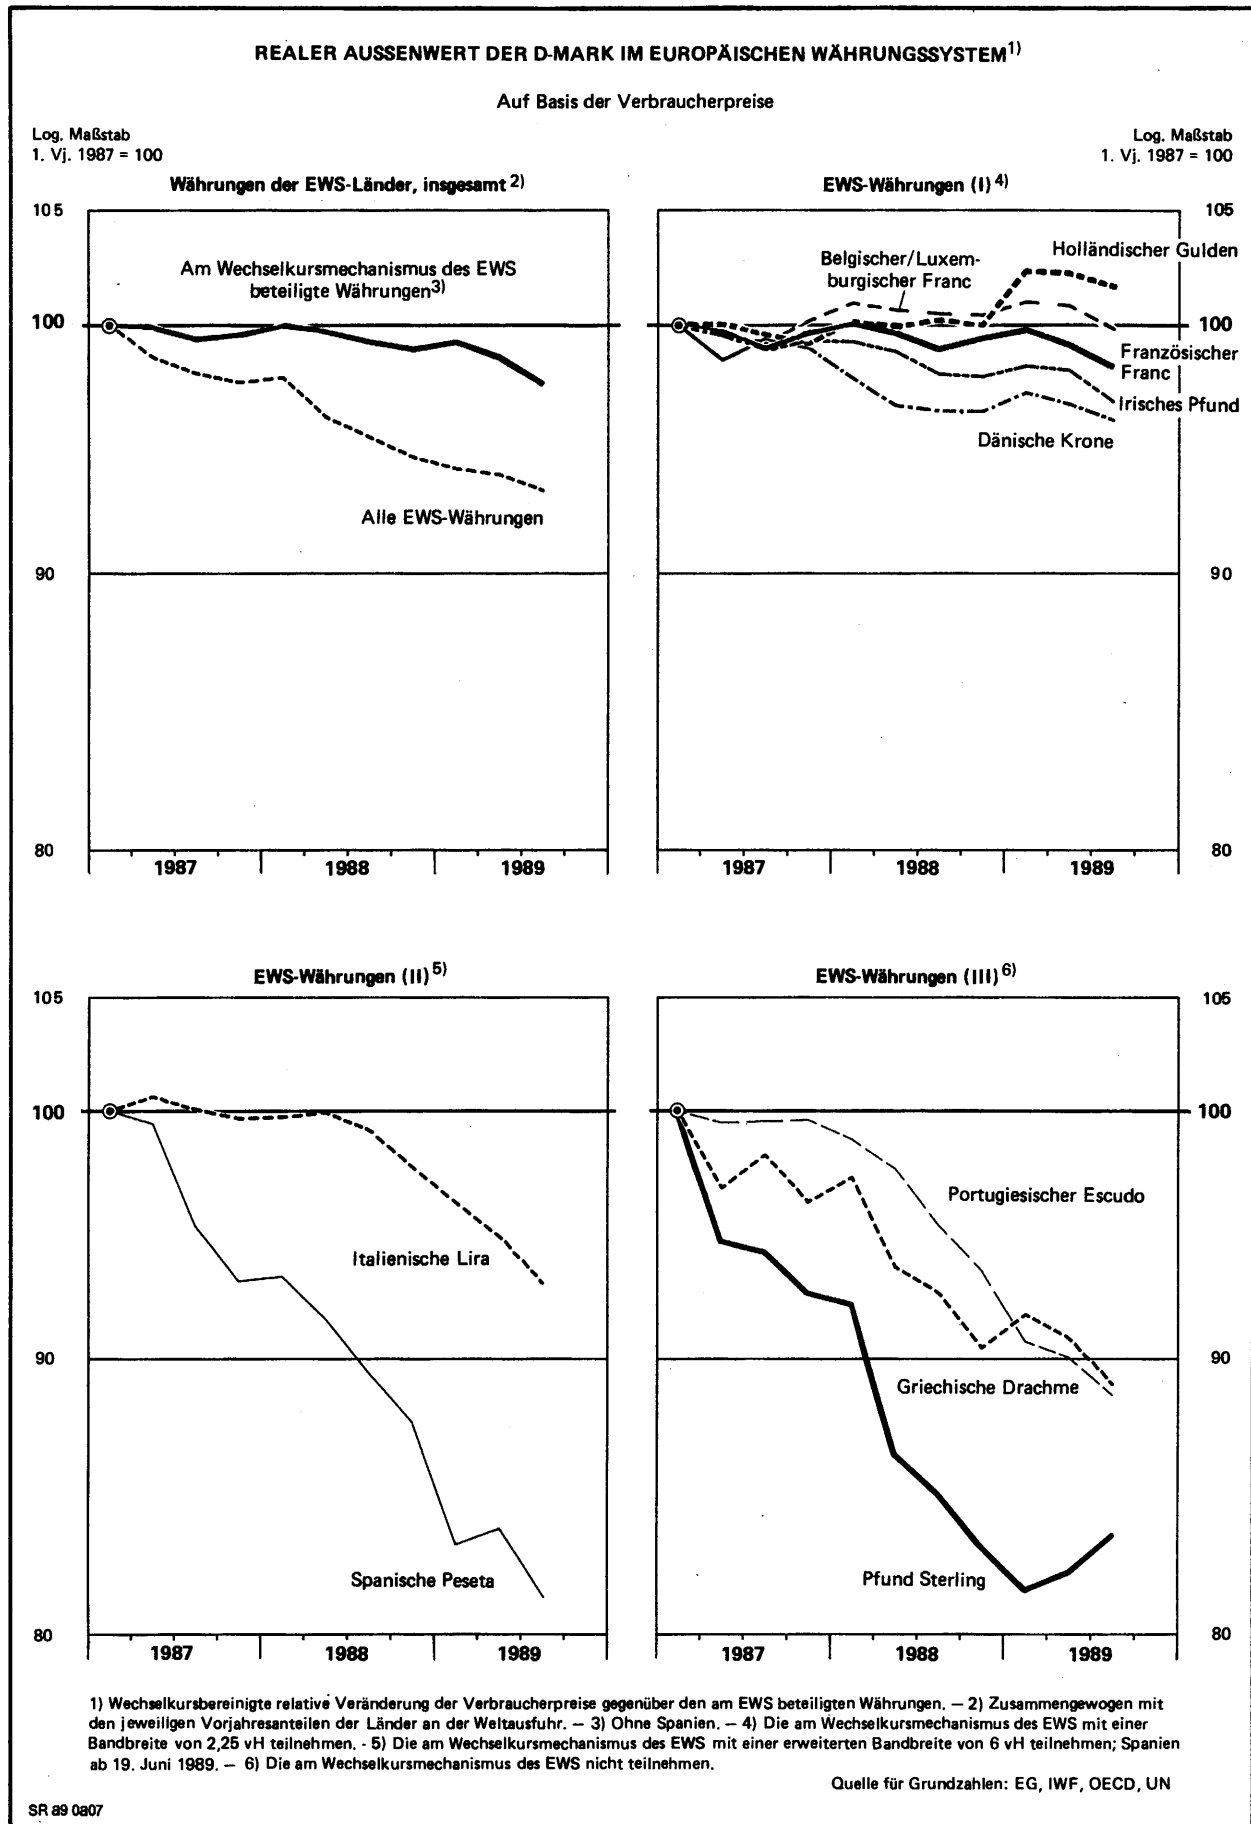 REALER AUSSENWERT DER D-MARK IM EUROPÄISCHEN WÄHRUNGSSYSTEM1)
Auf Basis der Verbraucherpreise
Log. Maßstab
1. Vj. 1987 = 100
Log. Maßstab
1. Vj. 1987 = 100
Währungen der EWS-Länder, insgesamt 2)
105
Am Wechselkursmechanismus des EWS
beteiligte Währungen3)
100
Alle EWS-Währungen
90
80
1987 1988 1989
EWS-Währungen (I) 4)
105
Holländischer Gulden
Belgischer/Luxem-
burgischer Franc
100
Französischer
Franc
Irisches Pfund
Dänische Krone
90
80
1987 1988 1989
EWS-Währungen (II) 5)
105
100
Italienische Lira
90
Spanische Peseta
80
1987 1988 1989
EWS-Währungen (III) 6)
105
100
Portugiesischer Escudo
90
Griechische Drachme
Pfund Sterling
80
1987 1988 1989
1) Wechselkursbereinigte relative Veränderung der Verbraucherpreise gegenüber den am EWS beteiligten Währungen. — 2) Zusammengewogen mit
den jeweiligen Vorjahresanteilen der Länder an der Weltausfuhr. — 3) Ohne Spanien. — 4) Die am Wechselkursmechanismus des EWS mit einer
Bandbreite von 2,25 vH teilnehmen. - 5) Die am Wechselkursmechanismus des EWS mit einer erweiterten Bandbreite von 6 vH teilnehmen; Spanien
ab 19. Juni 1989. — 6) Die am Wechselkursmechanismus des EWS nicht teilnehmen.
Quelle für Grundzahlen: EG, IWF, OECD, UN
SR 89 0807